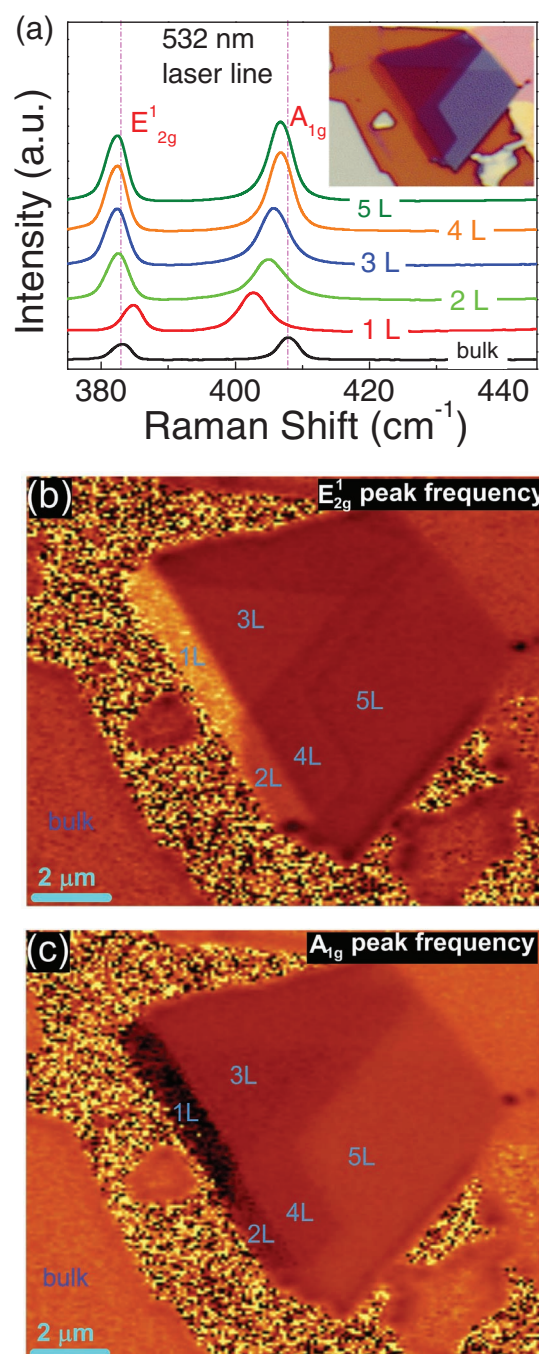 (a)
532 nm
laser line
E¹₂g
A₁g
5 L
4 L
3 L
2 L
1 L
bulk
Intensity (a.u.)
380 400 420 440
Raman Shift (cm⁻¹)
(b)
E¹₂g peak frequency
3L
1L
5L
4L
2L
bulk
2 μm
(c)
A₁g peak frequency
3L
1L
5L
4L
2L
bulk
2 μm